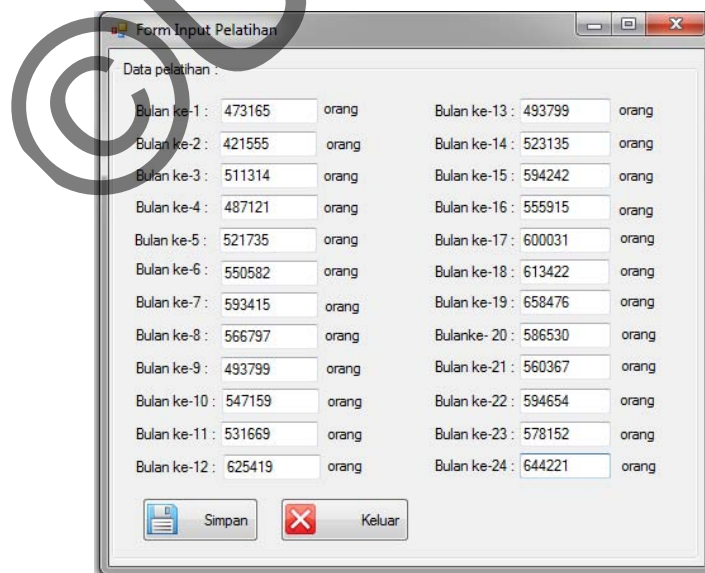 Form Input Pelatihan
Data pelatihan :
Bulan ke-1 : 473165 orang Bulan ke-13 : 493799 orang
Bulan ke-2 : 421555 orang Bulan ke-14 : 523135 orang
Bulan ke-3 : 511314 orang Bulan ke-15 : 594242 orang
Bulan ke-4 : 487121 orang Bulan ke-16 : 555915 orang
Bulan ke-5 : 521735 orang Bulan ke-17 : 600031 orang
Bulan ke-6 : 550582 orang Bulan ke-18 : 613422 orang
Bulan ke-7 : 593415 orang Bulan ke-19 : 658476 orang
Bulan ke-8 : 566797 orang Bulanke- 20 : 586530 orang
Bulan ke-9 : 493799 orang Bulan ke-21 : 560367 orang
Bulan ke-10 : 547159 orang Bulan ke-22 : 594654 orang
Bulan ke-11 : 531669 orang Bulan ke-23 : 578152 orang
Bulan ke-12 : 625419 orang Bulan ke-24 : 644221 orang
Simpan Keluar